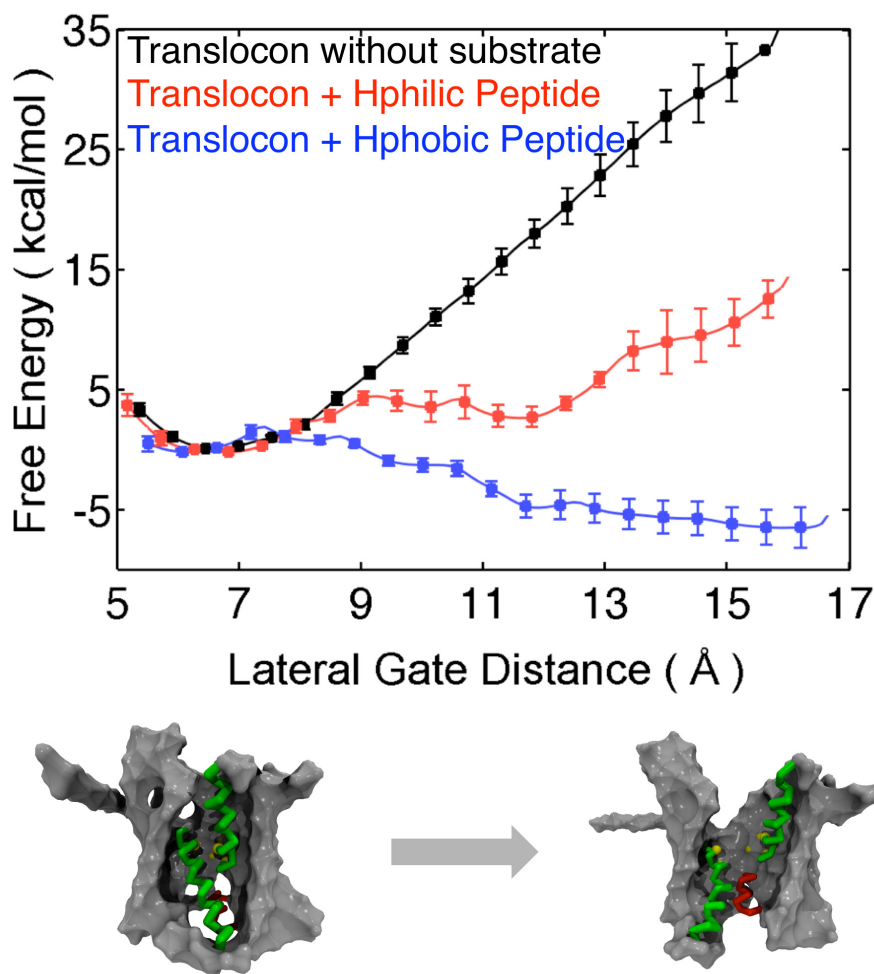 Translocon without substrate
Translocon + Hphilic Peptide
Translocon + Hphobic Peptide
Free Energy ( kcal/mol )
35
25
15
5
-5
5 7 9 11 13 15 17
Lateral Gate Distance ( Å )